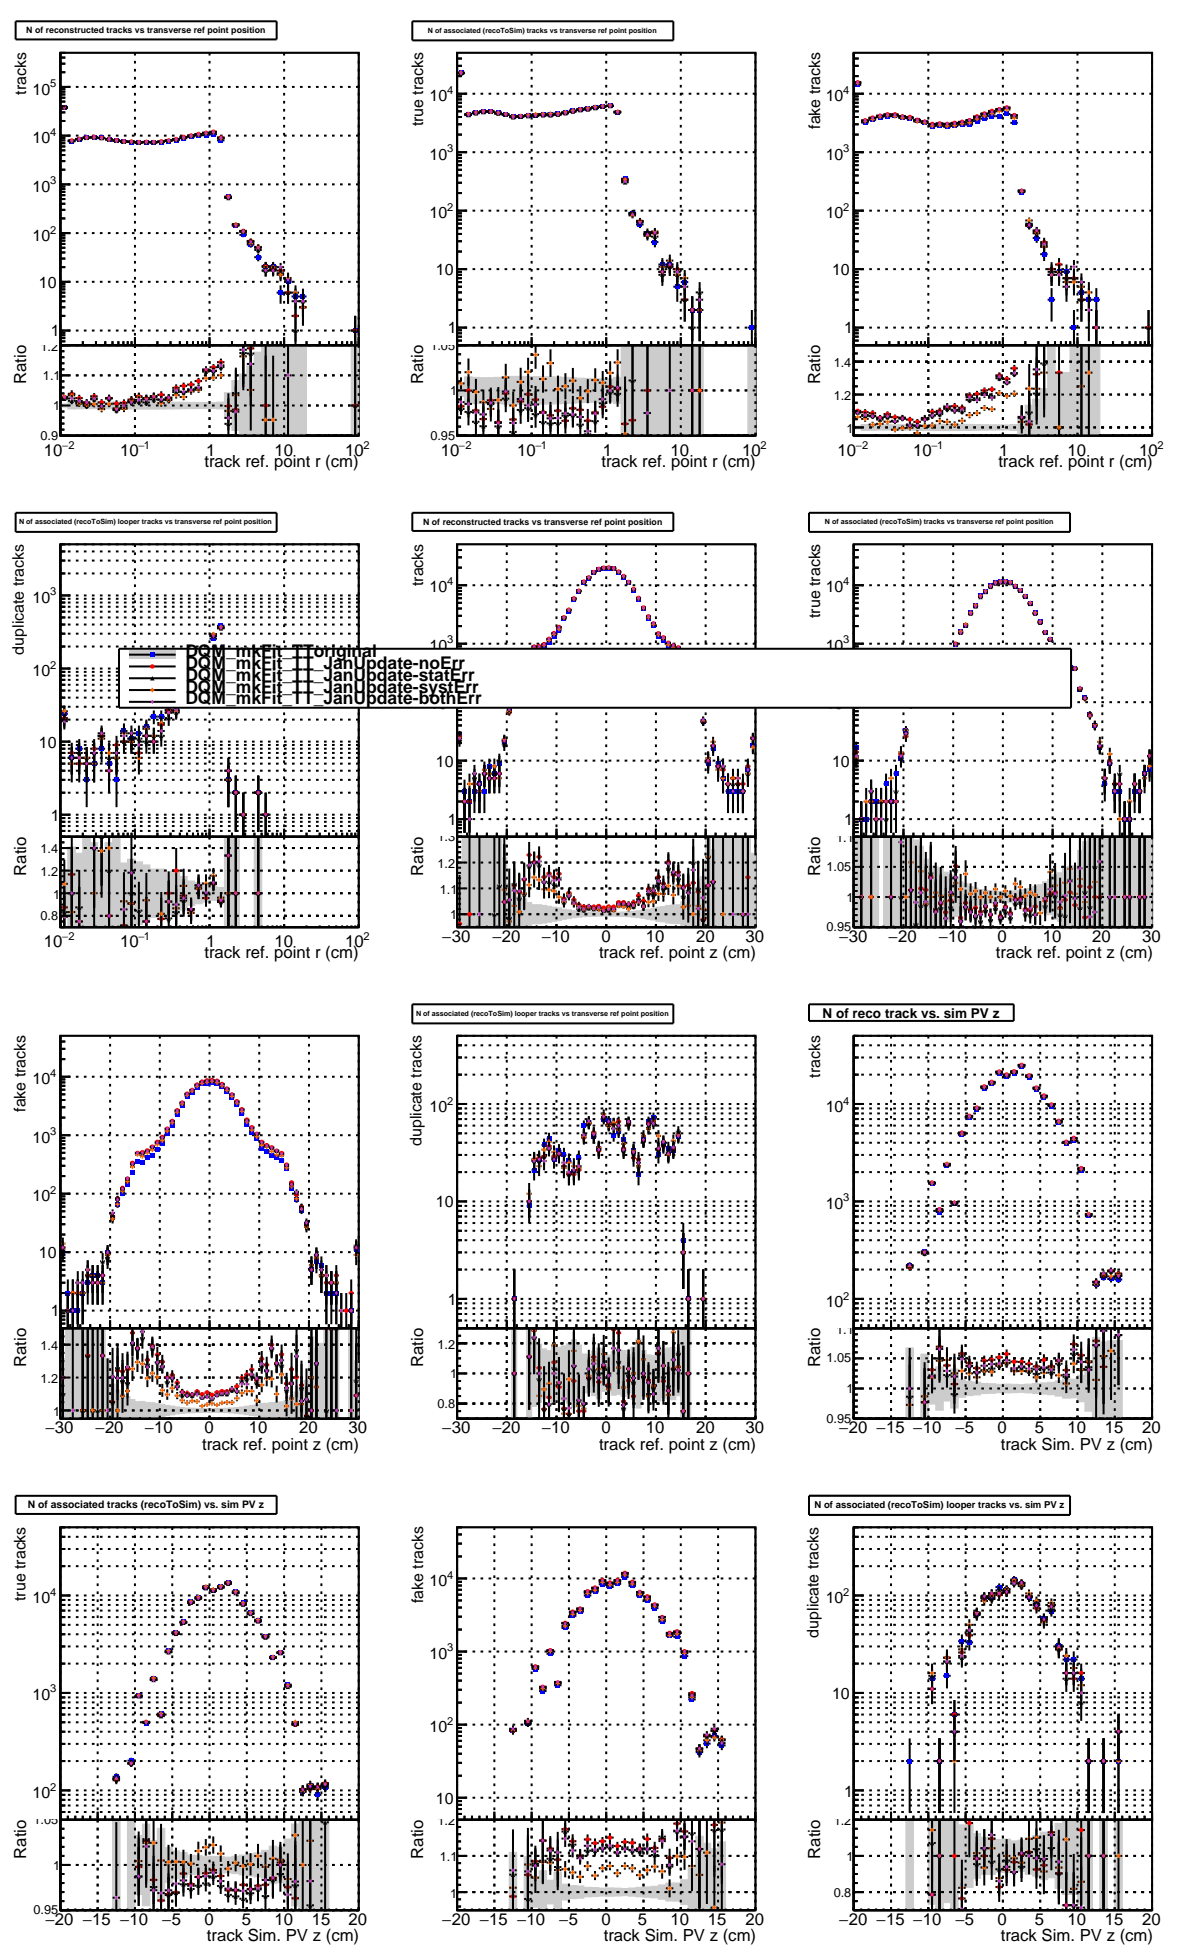 N of reconstructed tracks vs transverse ref point position
N of associated (recoToSim) tracks vs transverse ref point position
tracks
10⁵
10⁴
10³
10²
10
1
Ratio
1.2
1.1
1
0.9
10⁻² 10⁻¹ 1 10 10²
track ref. point r (cm)
true tracks
10⁴
10³
10²
10
1
Ratio
1.05
1
0.95
10⁻² 10⁻¹ 1 10 10²
track ref. point r (cm)
fake tracks
10⁴
10³
10²
10
1
Ratio
1.4
1.2
1
10⁻² 10⁻¹ 1 10 10²
track ref. point r (cm)
N of associated (recoToSim) looper tracks vs transverse ref point position
N of reconstructed tracks vs transverse ref point position
N of associated (recoToSim) tracks vs transverse ref point position
duplicate tracks
10³
10²
10
1
Ratio
1.4
1.2
1
0.8
10⁻² 10⁻¹ 1 10 10²
track ref. point r (cm)
tracks
10⁴
10³
10
1
Ratio
1.3
1.2
1.1
1
−30 −20 −10 0 10 20 30
track ref. point z (cm)
true tracks
10⁴
10³
10
1
Ratio
1.1
1.05
1
0.95
−30 −20 −10 0 10 20 30
track ref. point z (cm)
DQM_mkFit_TToriginal
DQM_mkFit_TT_JanUpdate-noErr
DQM_mkFit_TT_JanUpdate-statErr
DQM_mkFit_TT_JanUpdate-systErr
DQM_mkFit_TT_JanUpdate-bothErr
N of associated (recoToSim) looper tracks vs transverse ref point position
N of reco track vs. sim PV z
fake tracks
10⁴
10³
10²
10
1
Ratio
1.4
1.2
1
−30 −20 −10 0 10 20 30
track ref. point z (cm)
duplicate tracks
10²
10
1
Ratio
1.2
1
0.8
−30 −20 −10 0 10 20 30
track ref. point z (cm)
tracks
10⁴
10³
10²
Ratio
1.1
1.05
1
0.95
−20 −15 −10 −5 0 5 10 15 20
track Sim. PV z (cm)
N of associated tracks (recoToSim) vs. sim PV z
N of associated (recoToSim) looper tracks vs. sim PV z
true tracks
10⁴
10³
10²
Ratio
1.05
1
0.95
−20 −15 −10 −5 0 5 10 15 20
track Sim. PV z (cm)
fake tracks
10⁴
10³
10²
10
Ratio
1.2
1.1
1
−20 −15 −10 −5 0 5 10 15 20
track Sim. PV z (cm)
duplicate tracks
10²
10
1
Ratio
1.2
1
0.8
−20 −15 −10 −5 0 5 10 15 20
track Sim. PV z (cm)